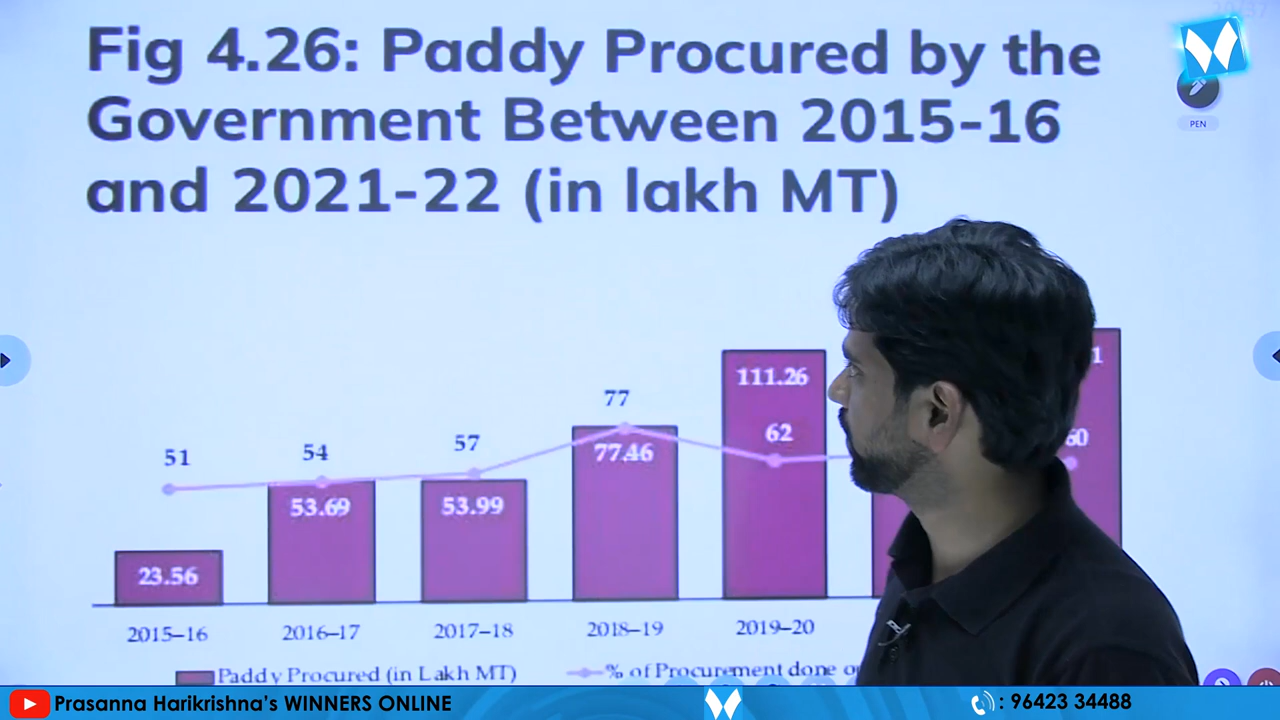 Fig 4.26: Paddy Procured by the
Government Between 2015-16
and 2021-22 (in lakh MT)
PEN
77
111.26
1
51
54
57
77.46
62
60
53.69
53.99
23.56
2015–16
2016–17
2017–18
2018–19
2019–20
Paddy Procured (in Lakh MT)
% of Procurement done
Prasanna Harikrishna's WINNERS ONLINE
: 96423 34488